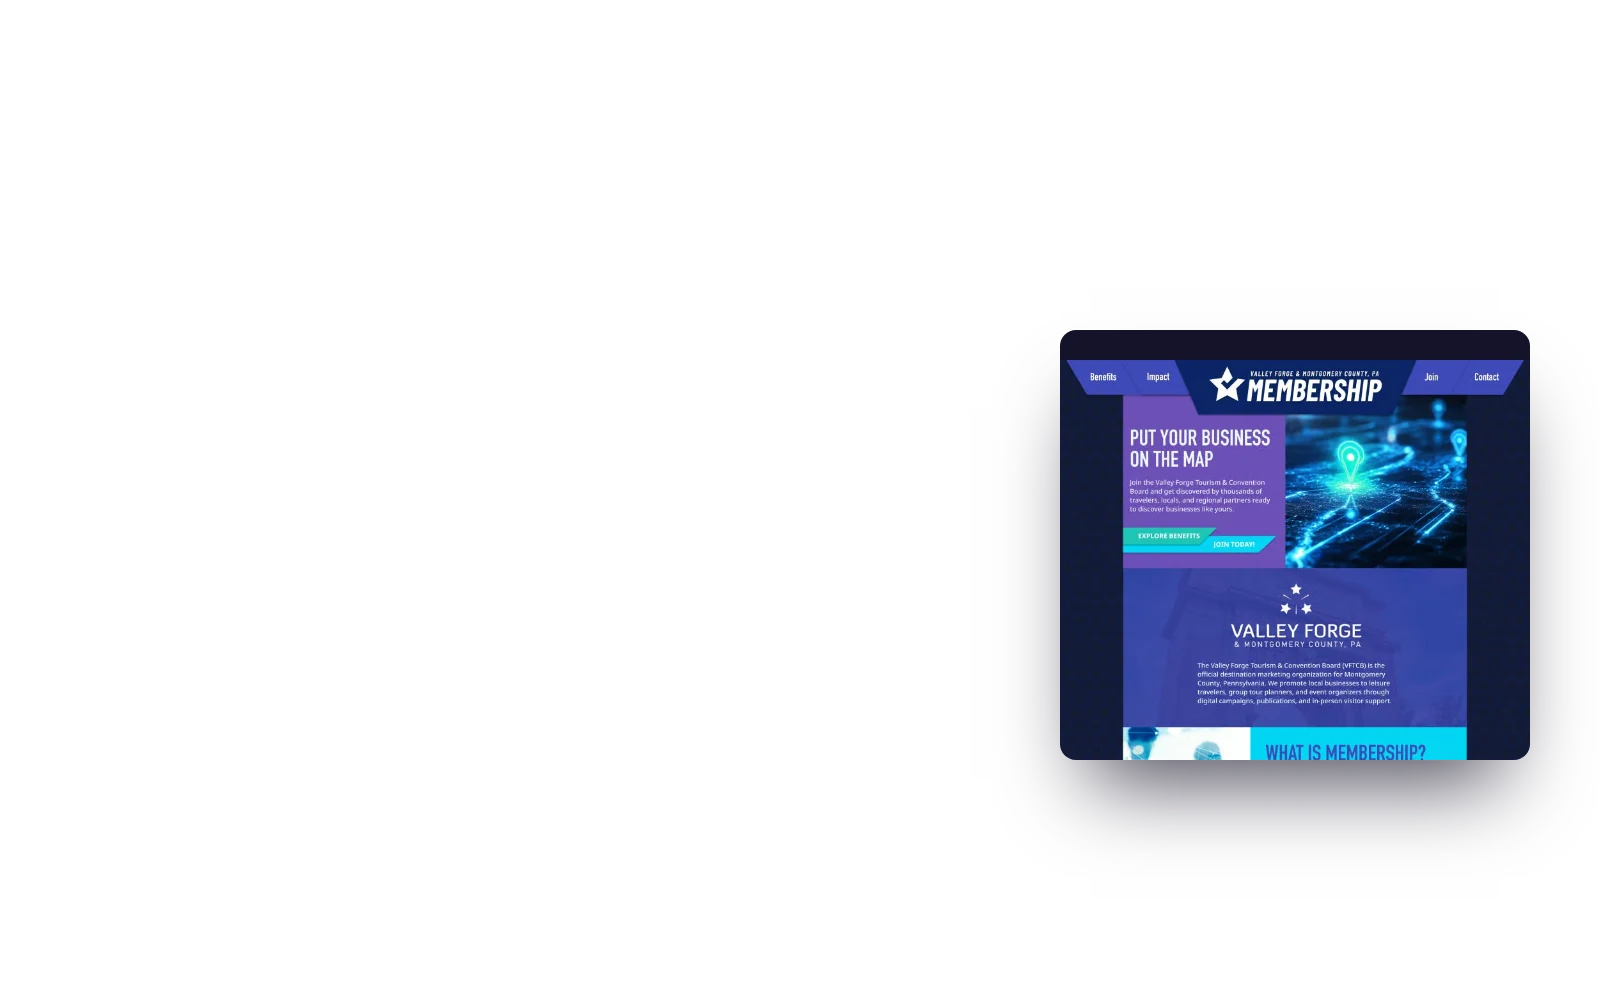 Benefits
Impact
VALLEY FORGE & MONTGOMERY COUNTY, PA
MEMBERSHIP
Join
Contact
PUT YOUR BUSINESS
ON THE MAP
Join the Valley Forge Tourism & Convention
Board and get discovered by thousands of
travelers, locals, and regional partners ready
to discover businesses like yours.
EXPLORE BENEFITS
JOIN TODAY!
VALLEY FORGE
& MONTGOMERY COUNTY, PA
The Valley Forge Tourism & Convention Board (VFTCB) is the
official destination marketing organization for Montgomery
County, Pennsylvania. We promote local businesses to leisure
travelers, group tour planners, and event organizers through
digital campaigns, publications, and in-person visitor support.
WHAT IS MEMBERSHIP?